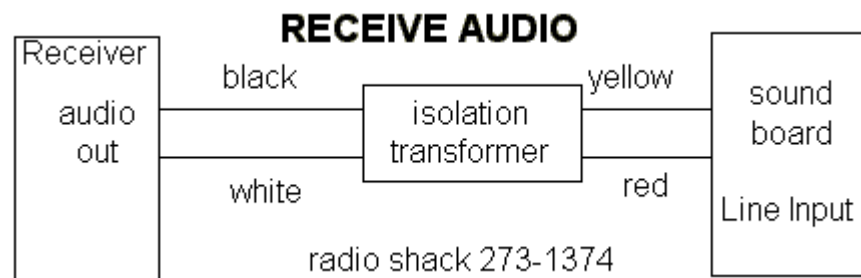 RECEIVE AUDIO
Receiver
audio
out
black
white
isolation
transformer
yellow
red
sound
board
Line Input
radio shack 273-1374